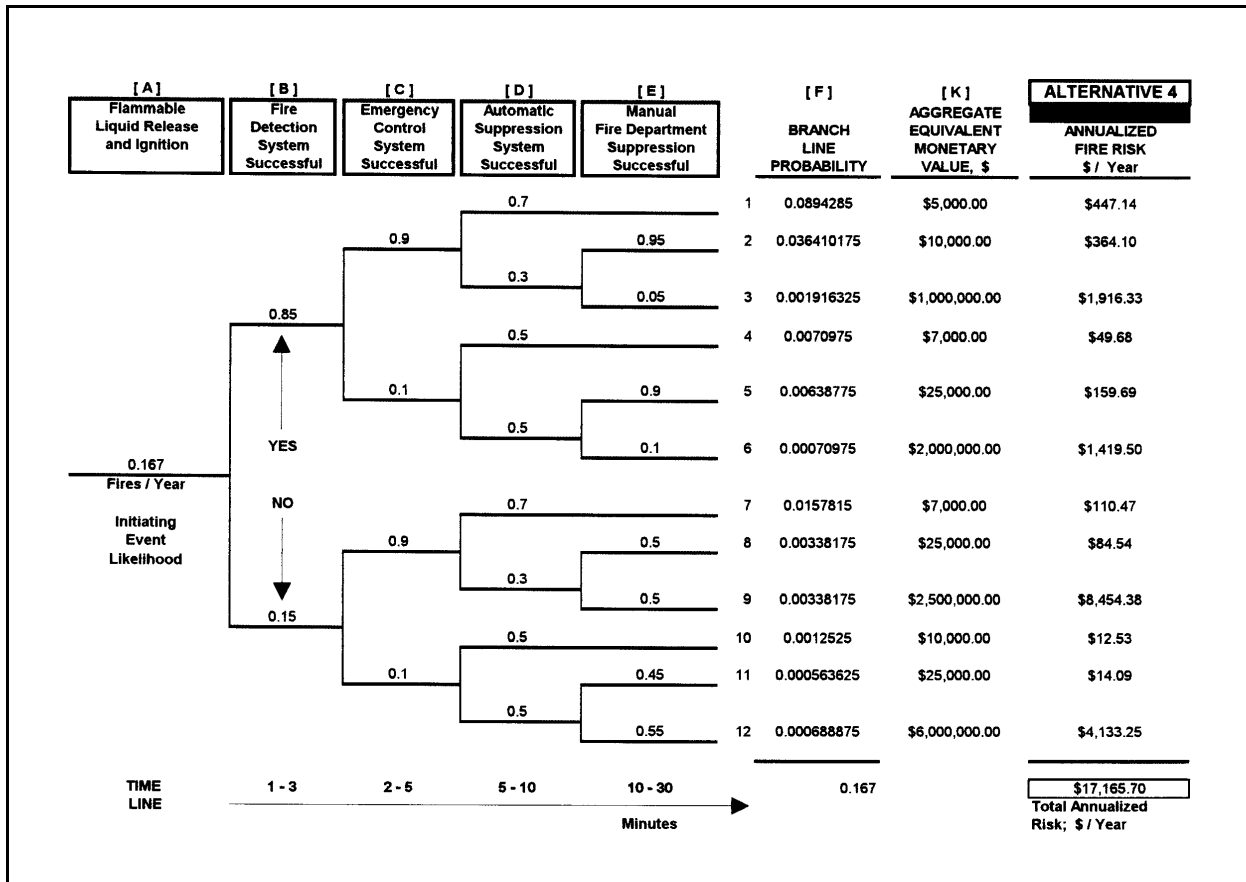 [ A ]
Flammable
Liquid Release
and Ignition
[ B ]
Fire
Detection
System
Successful
[ C ]
Emergency
Control
System
Successful
[ D ]
Automatic
Suppression
System
Successful
[ E ]
Manual
Fire Department
Suppression
Successful
[ F ]
BRANCH
LINE
PROBABILITY
[ K ]
AGGREGATE
EQUIVALENT
MONETARY
VALUE, $
ALTERNATIVE 4
ANNUALIZED
FIRE RISK
$ / Year
0.7 1 0.0894285 $5,000.00 $447.14
0.9 0.95 2 0.036410175 $10,000.00 $364.10
0.3
0.05 3 0.001916325 $1,000,000.00 $1,916.33
0.85
0.5 4 0.0070975 $7,000.00 $49.68
0.1 0.9 5 0.00638775 $25,000.00 $159.69
0.5
YES
0.1 6 0.00070975 $2,000,000.00 $1,419.50
0.167
Fires / Year
NO
Initiating
Event
Likelihood
0.7 7 0.0157815 $7,000.00 $110.47
0.9 0.5 8 0.00338175 $25,000.00 $84.54
0.3
0.5 9 0.00338175 $2,500,000.00 $8,454.38
0.15
0.5 10 0.0012525 $10,000.00 $12.53
0.1 0.45 11 0.000563625 $25,000.00 $14.09
0.5
0.55 12 0.000688875 $6,000,000.00 $4,133.25
TIME
LINE
1 - 3 2 - 5 5 - 10 10 - 30
Minutes
0.167
$17,165.70
Total Annualized
Risk; $ / Year